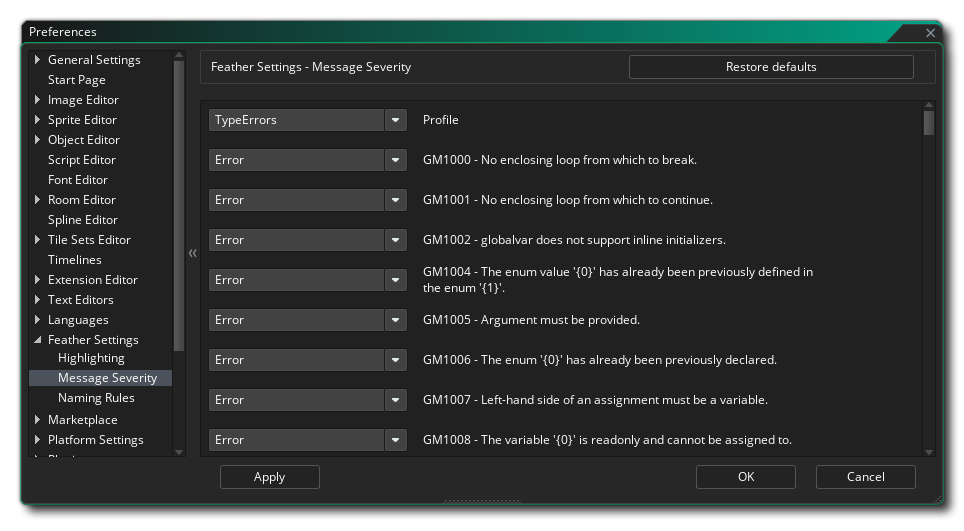 Preferences
General Settings
Start Page
Image Editor
Sprite Editor
Object Editor
Script Editor
Font Editor
Room Editor
Spline Editor
Tile Sets Editor
Timelines
Extension Editor
Text Editors
Languages
Feather Settings
Highlighting
Message Severity
Naming Rules
Marketplace
Platform Settings
Feather Settings - Message Severity
Restore defaults
TypeErrors Profile
Error GM1000 - No enclosing loop from which to break.
Error GM1001 - No enclosing loop from which to continue.
Error GM1002 - globalvar does not support inline initializers.
Error GM1004 - The enum value '{0}' has already been previously defined in
the enum '{1}'.
Error GM1005 - Argument must be provided.
Error GM1006 - The enum '{0}' has already been previously declared.
Error GM1007 - Left-hand side of an assignment must be a variable.
Error GM1008 - The variable '{0}' is readonly and cannot be assigned to.
Apply
OK
Cancel